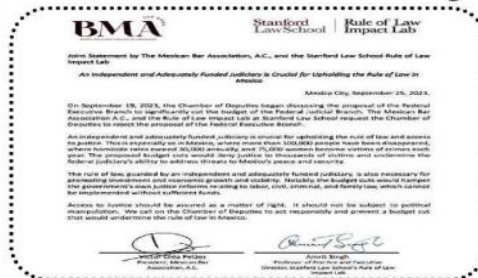 BMA
Stanford Law School
Rule of Law Impact Lab
Joint Statement by The Mexican Bar Association, A.C., and the Stanford Law School Rule of Law
Impact Lab
An Independent and Adequately Funded Judiciary is Crucial for Upholding the Rule of Law in
Mexico
Mexico City, September 25, 2023.
On September 19, 2023, the Chamber of Deputies began discussing the proposal of the Federal
Executive Branch to significantly cut the budget of the Federal Judicial Branch. The Mexican Bar
Association A.C., and the Rule of Law Impact Lab at Stanford Law School request the Chamber of
Deputies to reject the proposal of the Federal Executive Branch.
An independent and adequately funded judiciary is crucial for upholding the rule of law and access
to justice. This is especially so in Mexico, where more than 100,000 people have been disappeared,
where homicide rates exceed 30,000 annually, and 75,000 women become victims of crimes each
year. The proposed budget cuts would deny justice to thousands of victims and undermine the
federal judiciary's ability to address threats to Mexico's peace and security.
The rule of law, guarded by an independent and adequately funded judiciary, is also necessary for
promoting investment and economic growth and stability. Notably, the budget cuts would hamper
the government's own justice reforms relating to labor, civil, criminal, and family law, which cannot
be implemented without sufficient funds.
Access to justice should be assured as a matter of right. It should not be subject to political
manipulation. We call on the Chamber of Deputies to act responsibly and prevent a budget cut
that would undermine the rule of law.
Víctor Oléa Peláez
President, Mexican Bar
Association, A.C.
Amrit Singh
Professor of Practice and Executive
Director, Stanford Law School's Rule of Law
Impact Lab